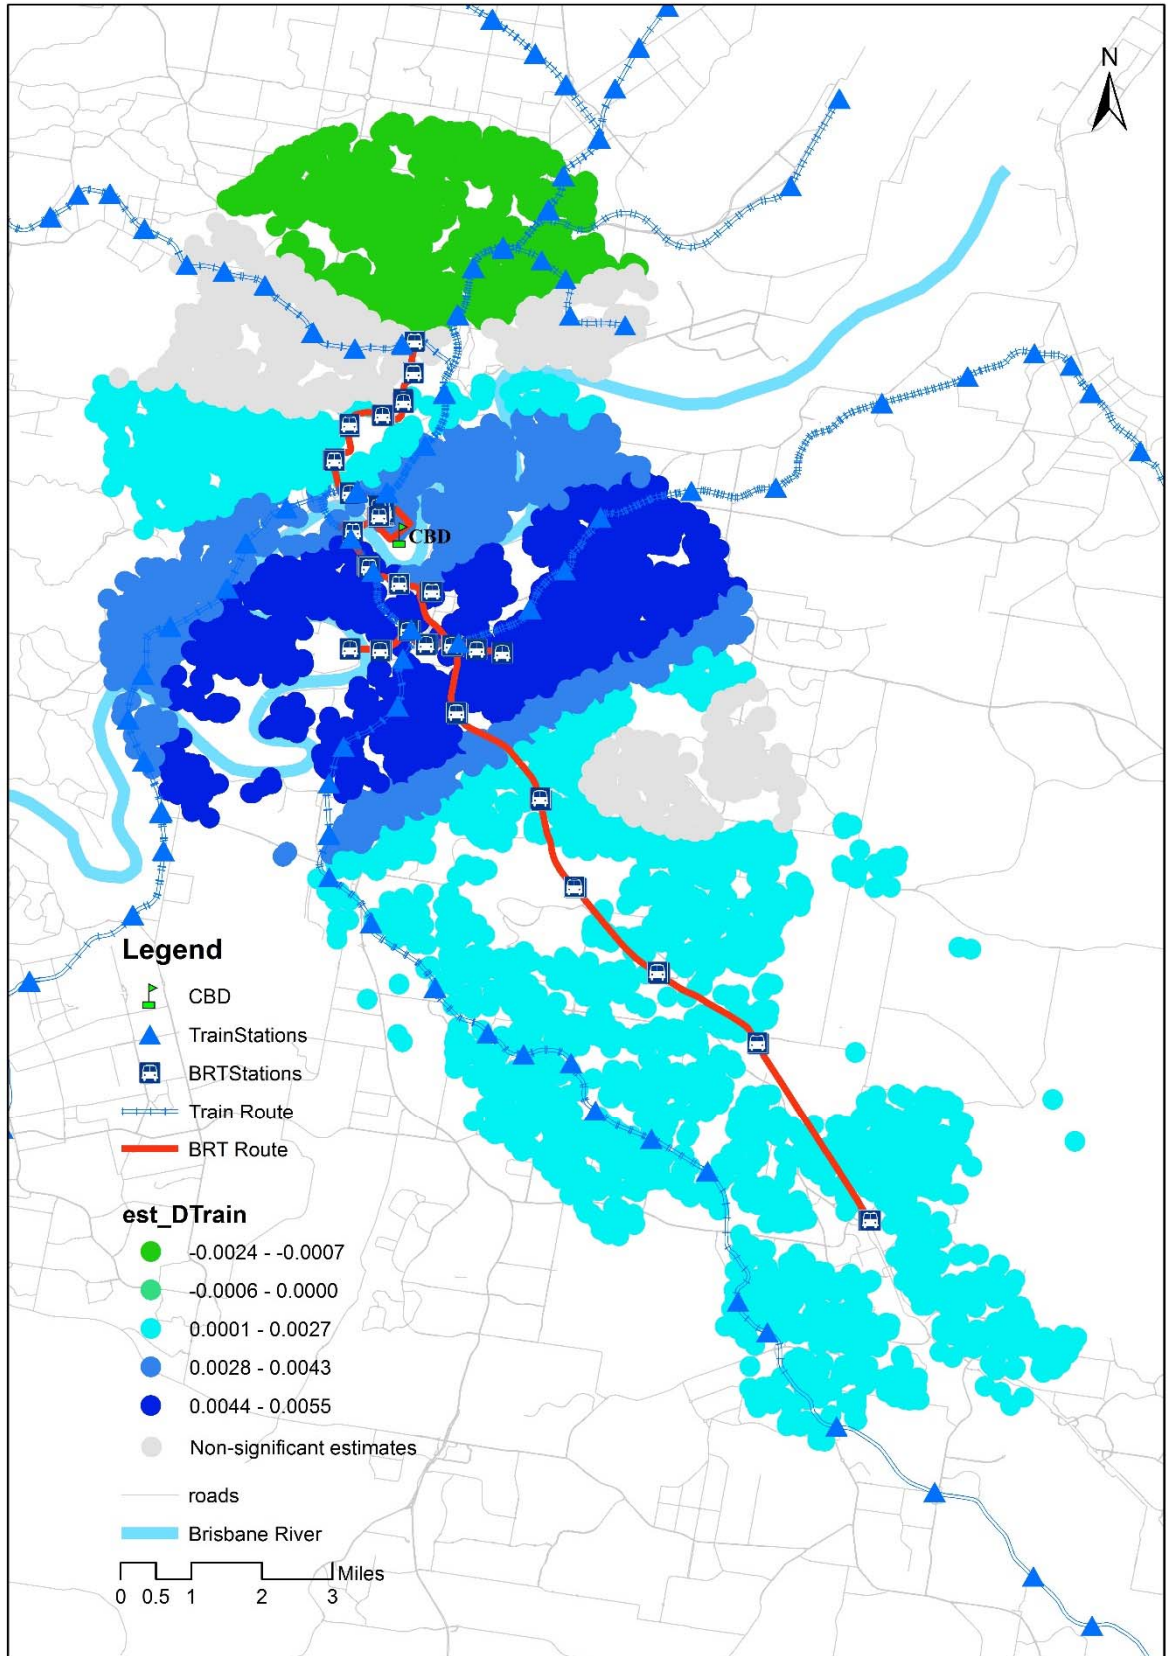 N
CBD
Legend
CBD
TrainStations
BRTStations
Train Route
BRT Route
est_DTrain
-0.0024 - -0.0007
-0.0006 - 0.0000
0.0001 - 0.0027
0.0028 - 0.0043
0.0044 - 0.0055
Non-significant estimates
roads
Brisbane River
Miles
0 0.5 1 2 3